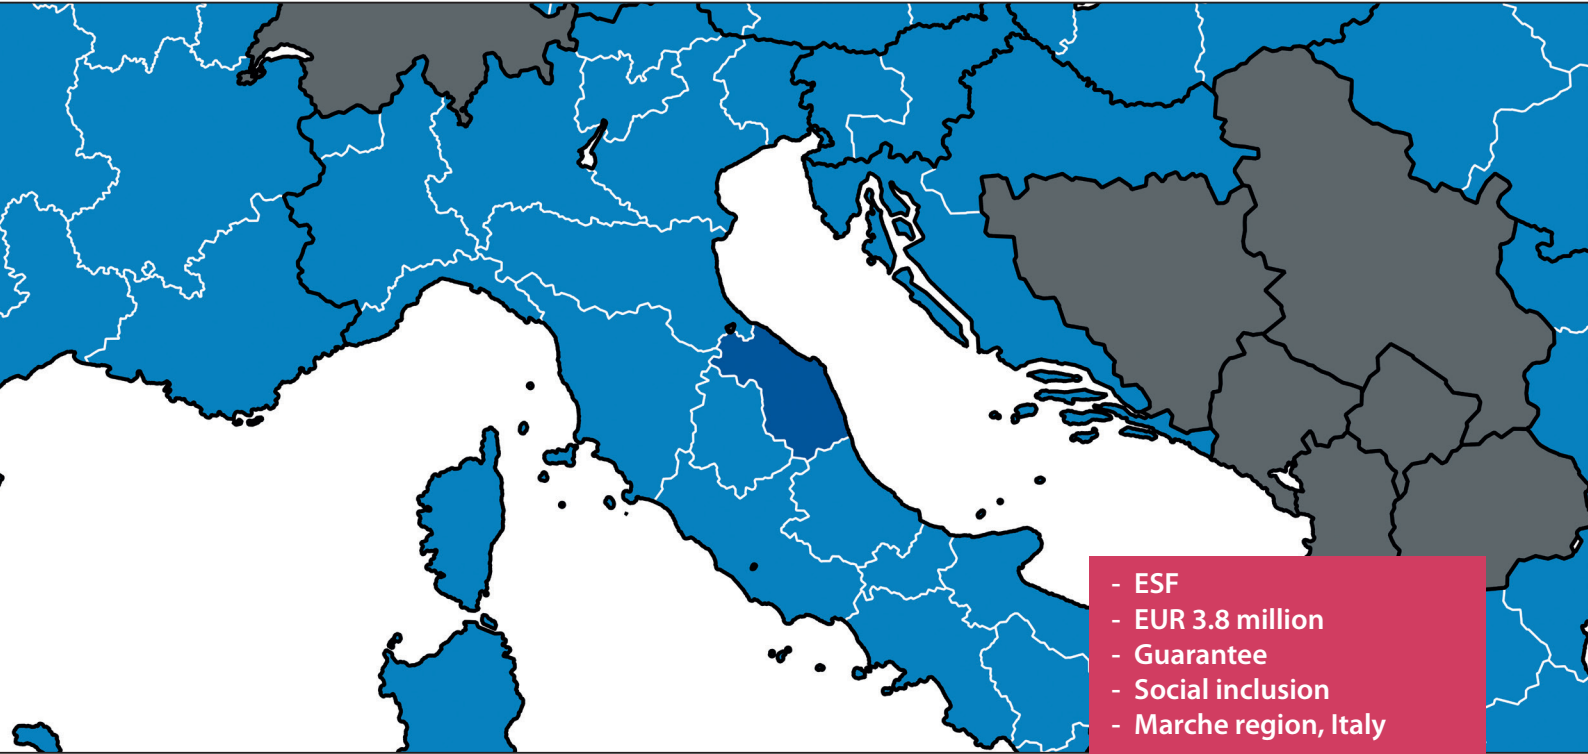 - ESF
- EUR 3.8 million
- Guarantee
- Social inclusion
- Marche region, Italy